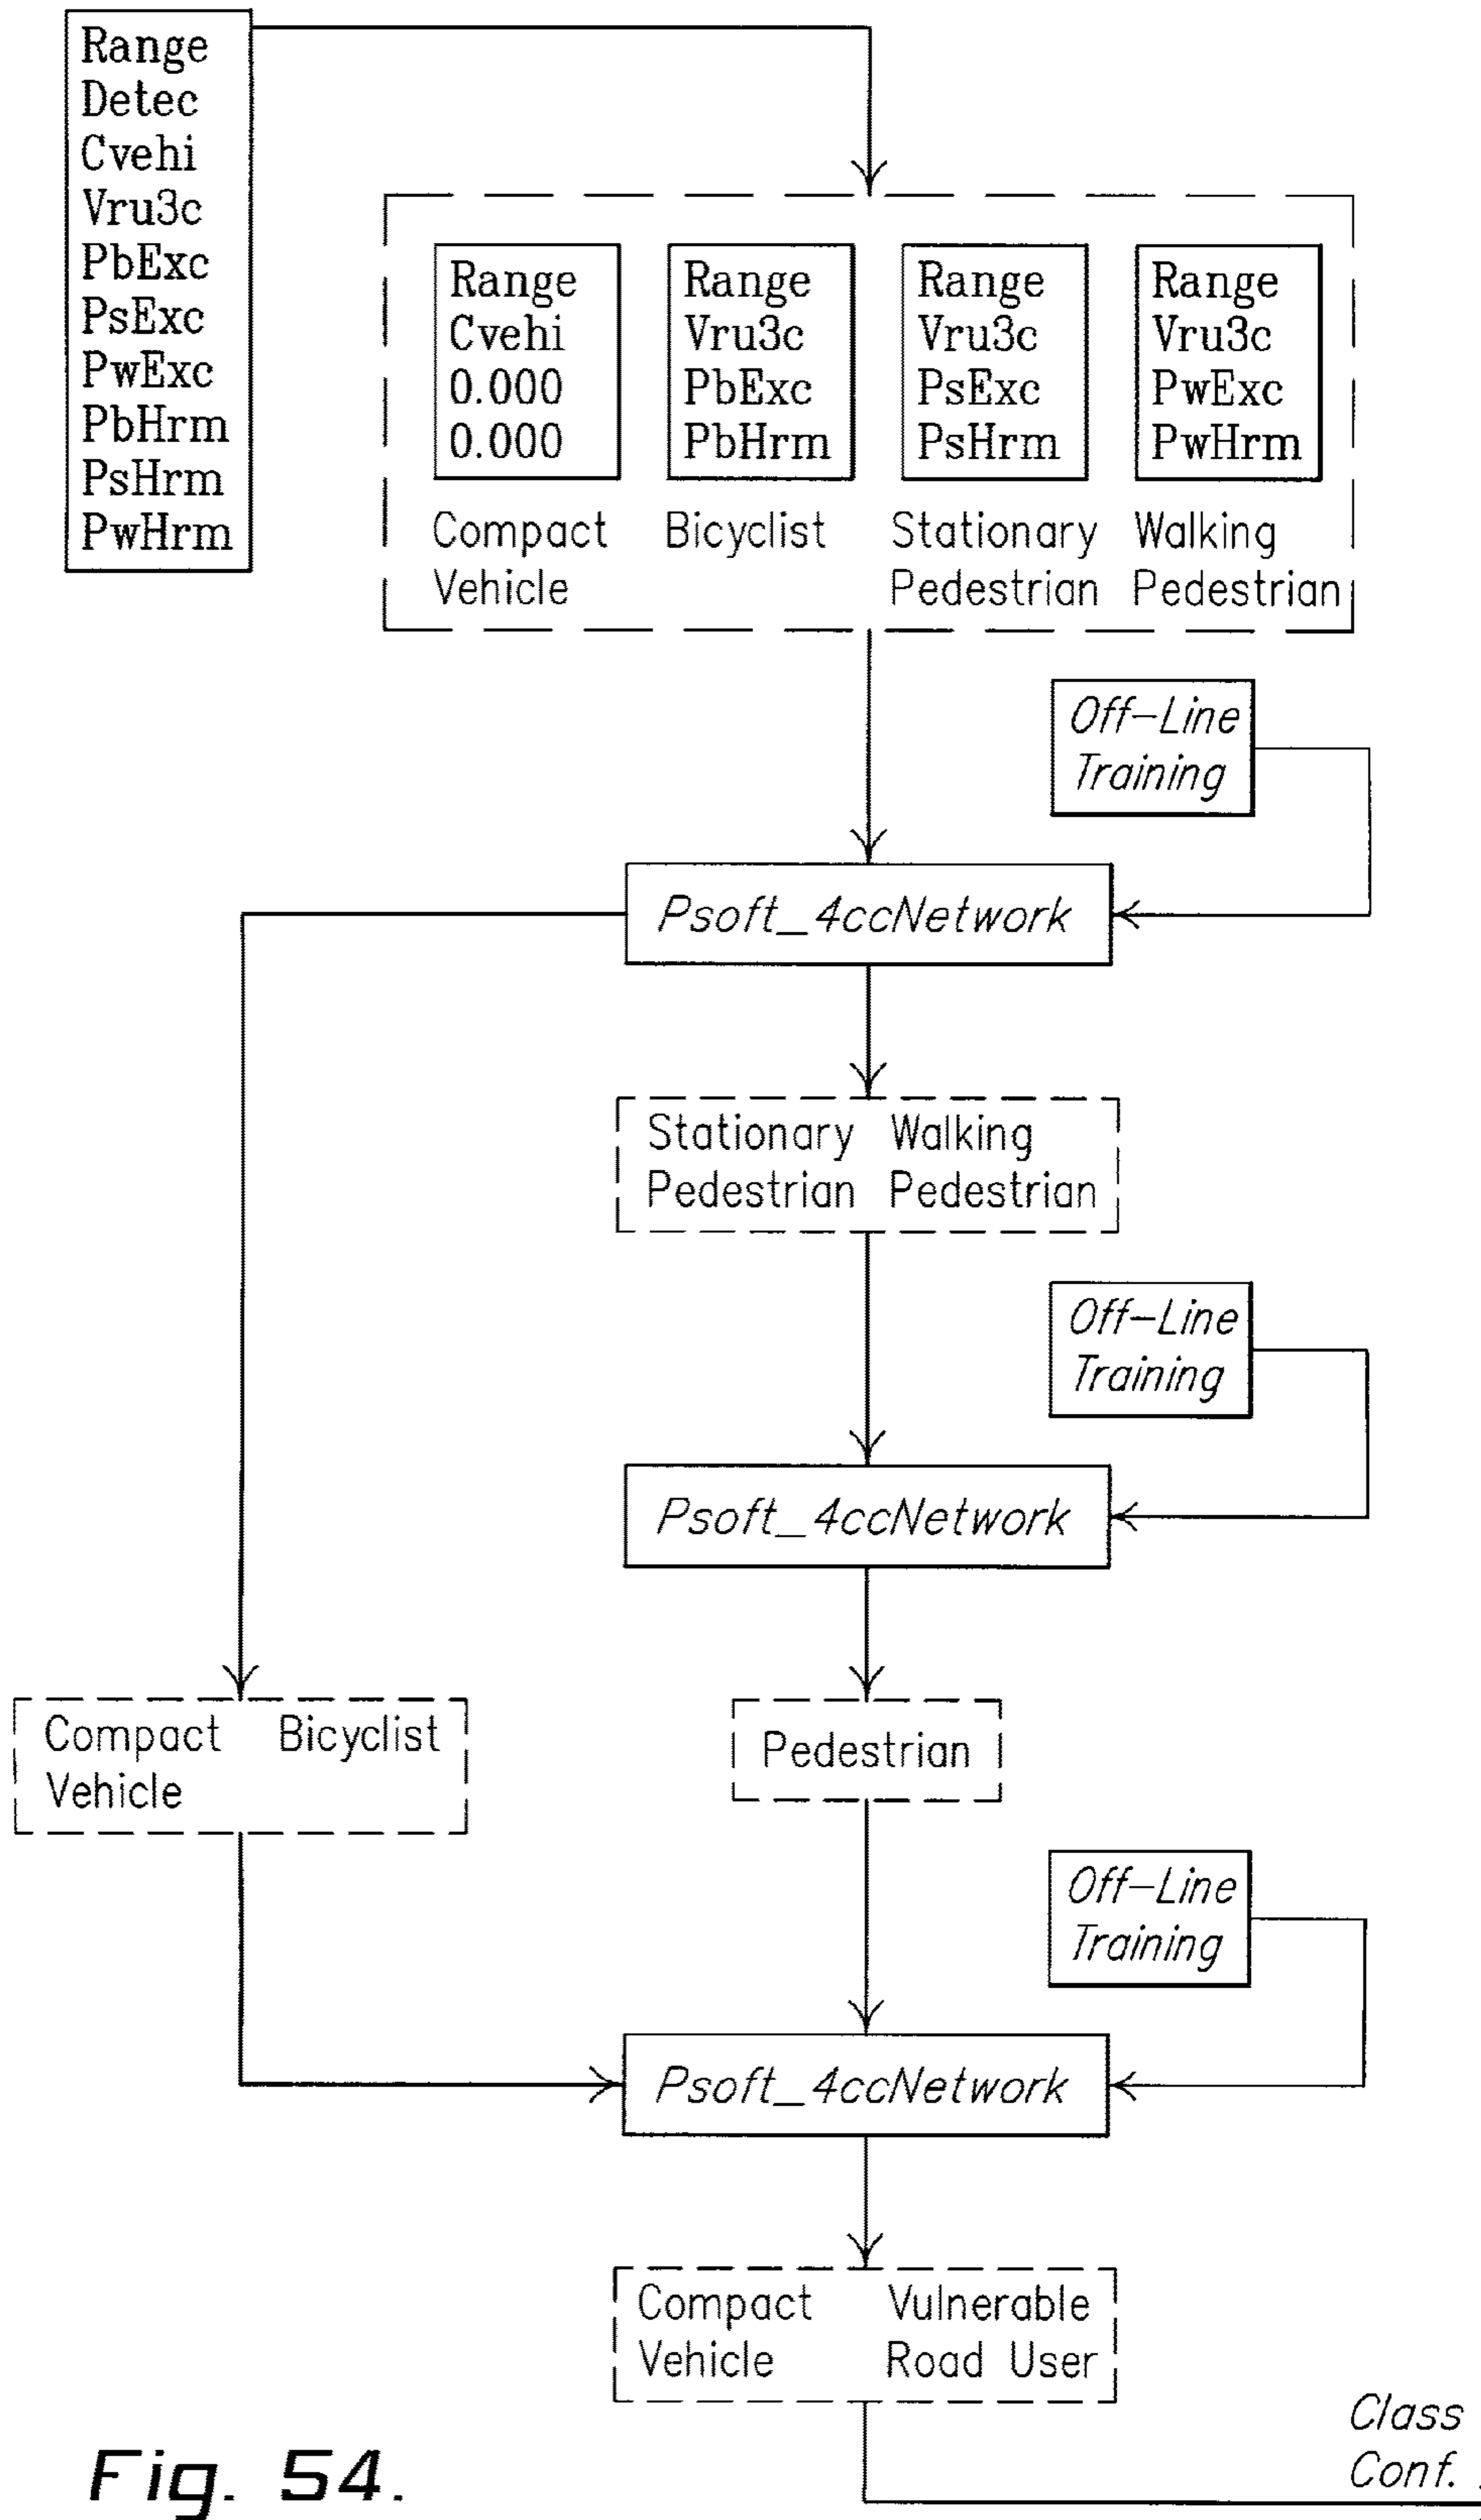 Range
Detec
Cvehi
Vru3c
PbExc
PsExc
PwExc
PbHrm
PsHrm
PwHrm
Range
Cvehi
0.000
0.000
Compact
Vehicle
Range
Vru3c
PbExc
PbHrm
Bicyclist
Range
Vru3c
PsExc
PsHrm
Stationary
Pedestrian
Range
Vru3c
PwExc
PwHrm
Walking
Pedestrian
Off-Line
Training
Psoft_4ccNetwork
Stationary
Pedestrian
Walking
Pedestrian
Off-Line
Training
Psoft_4ccNetwork
Compact
Vehicle
Bicyclist
Pedestrian
Off-Line
Training
Psoft_4ccNetwork
Compact
Vehicle
Vulnerable
Road User
Class
Conf.
Fig. 54.